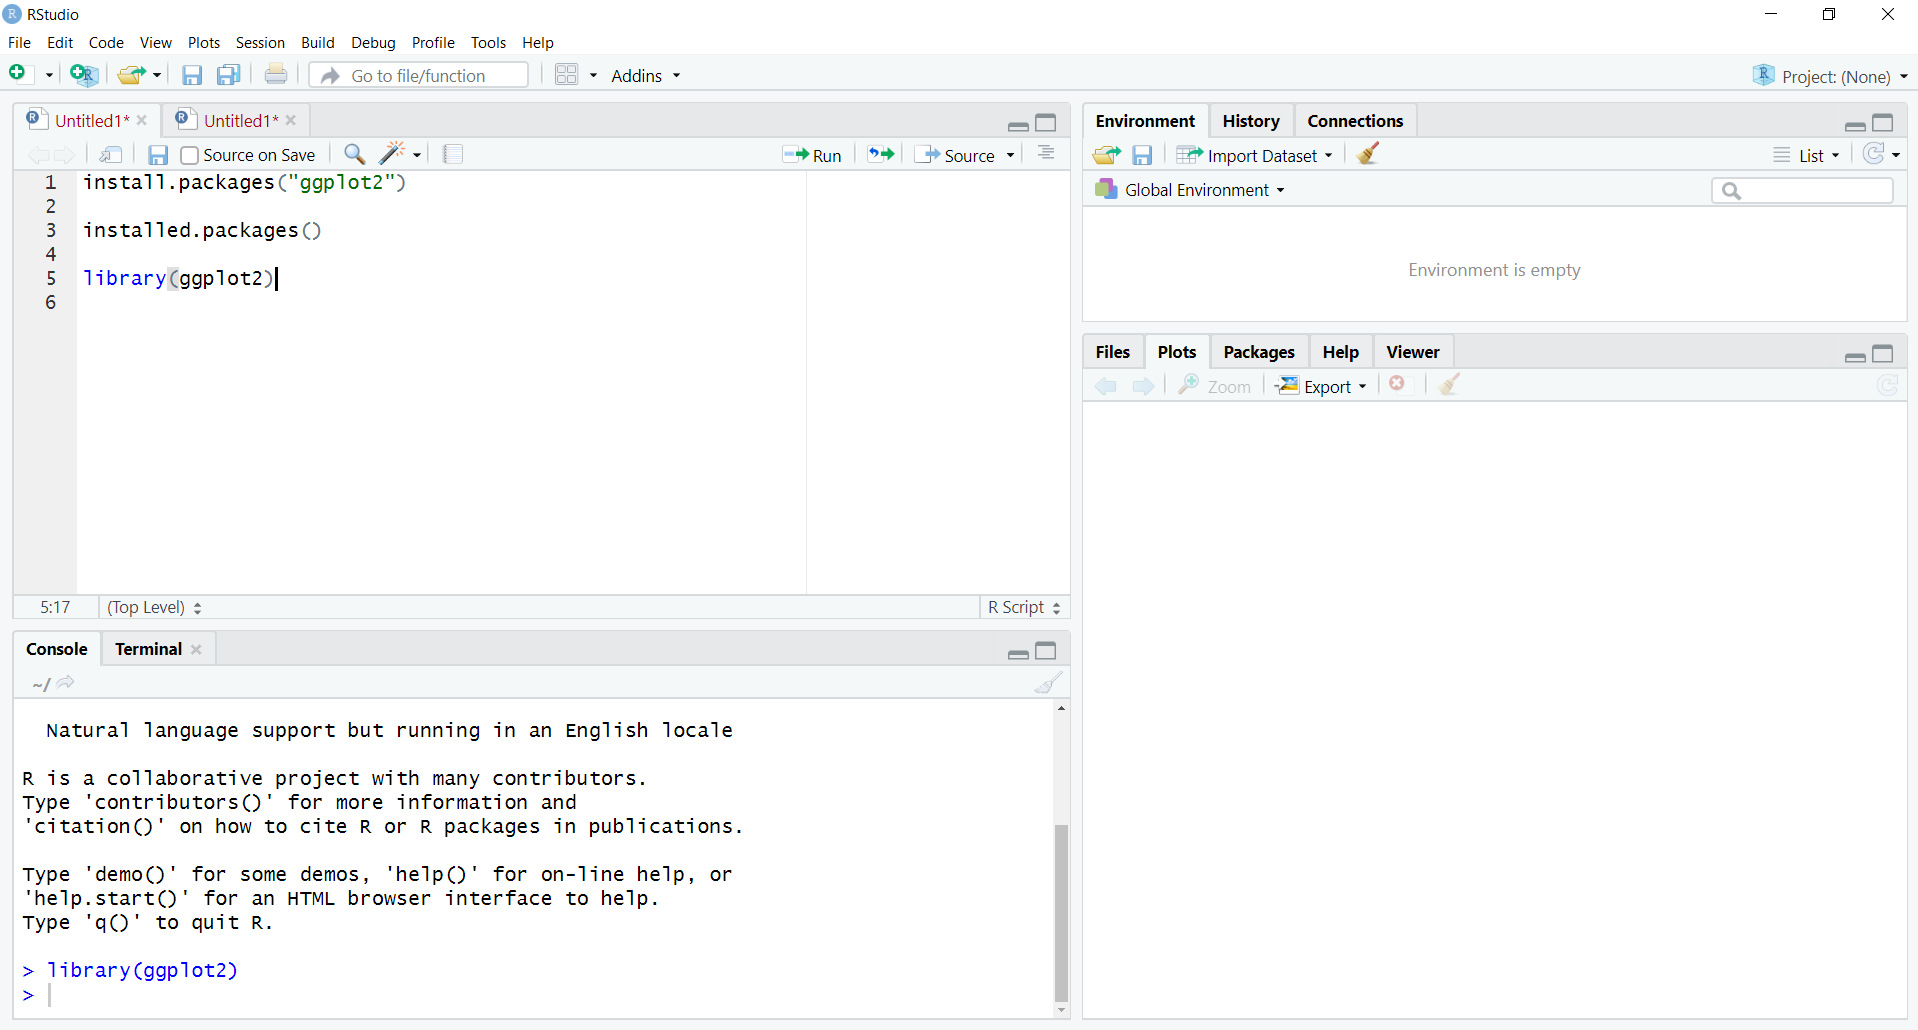 RStudio
File Edit Code View Plots Session Build Debug Profile Tools Help
Go to file/function Addins Project: (None)
Untitled1* Untitled1*
Source on Save Run Source
1 install.packages("ggplot2")
2
3 installed.packages()
4
5 library(ggplot2)
6
5:17 (Top Level) R Script
Console Terminal
~/
Natural language support but running in an English locale
R is a collaborative project with many contributors.
Type 'contributors()' for more information and
'citation()' on how to cite R or R packages in publications.
Type 'demo()' for some demos, 'help()' for on-line help, or
'help.start()' for an HTML browser interface to help.
Type 'q()' to quit R.
> library(ggplot2)
>
Environment History Connections
Import Dataset List
Global Environment
Environment is empty
Files Plots Packages Help Viewer
Zoom Export